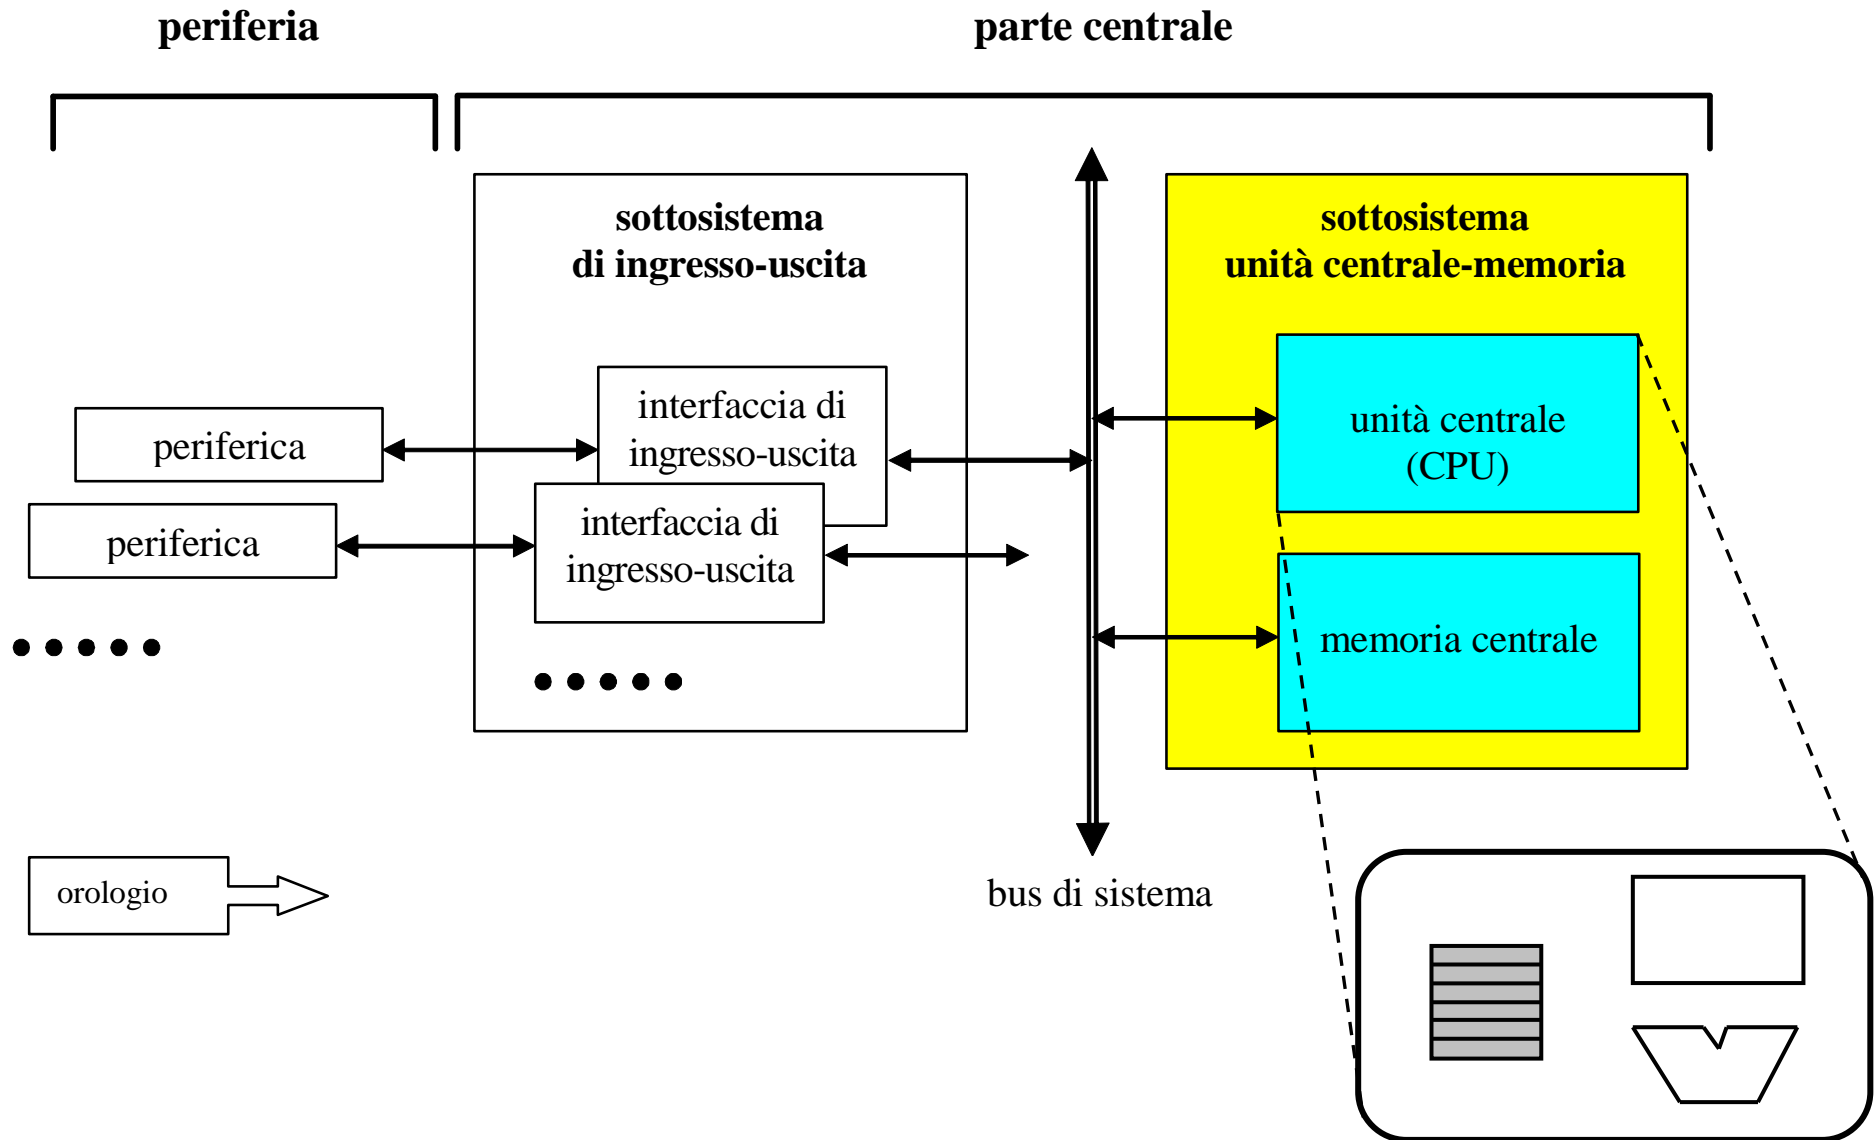 periferia
parte centrale
sottosistema
di ingresso-uscita
sottosistema
unità centrale-memoria
interfaccia di
ingresso-uscita
periferica
unità centrale
(CPU)
interfaccia di
ingresso-uscita
periferica
memoria centrale
orologio
bus di sistema